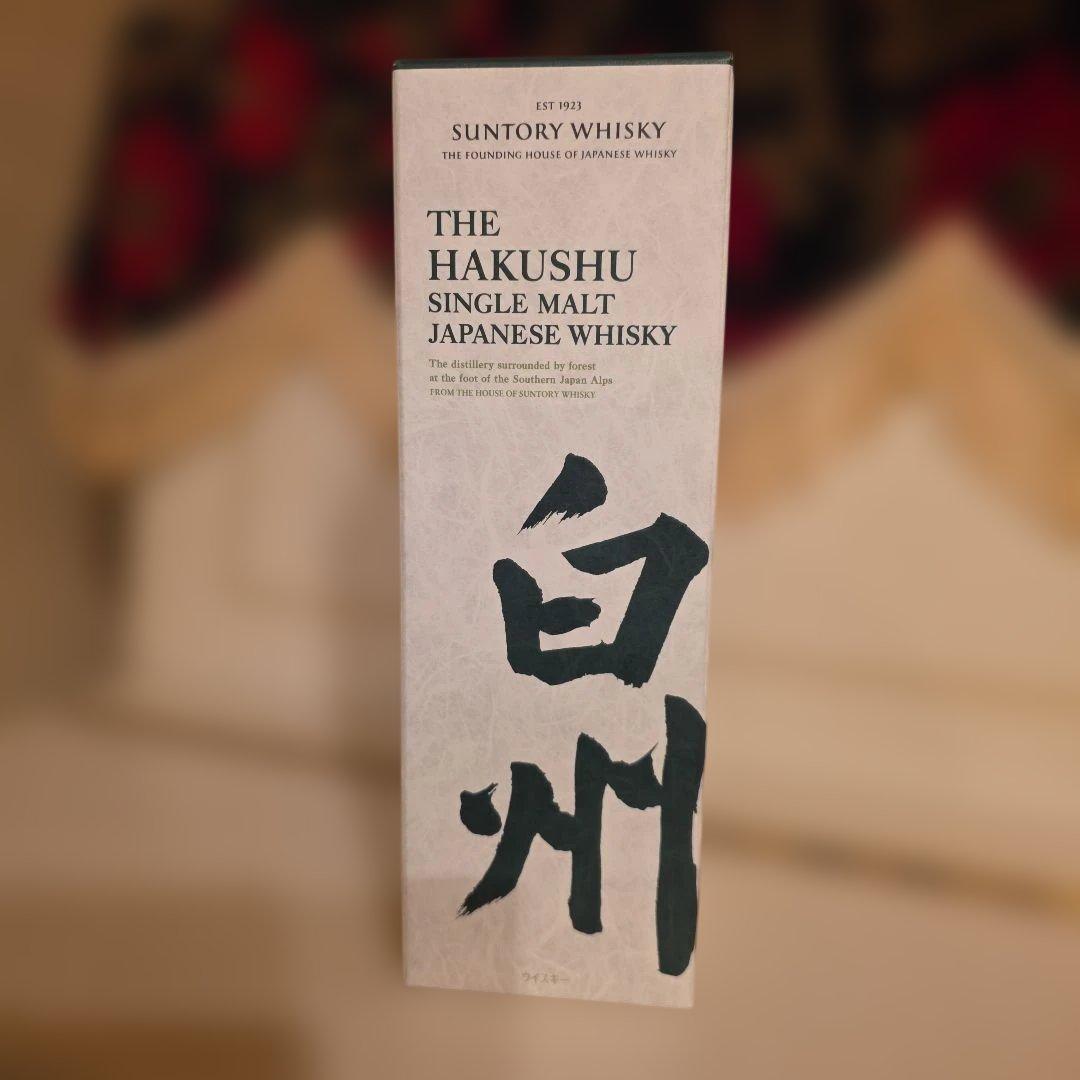 EST 1923
SUNTORY WHISKY
THE FOUNDING HOUSE OF JAPANESE WHISKY
THE
HAKUSHU
SINGLE MALT
JAPANESE WHISKY
The distillery surrounded by forest
at the foot of the Southern Japan Alps
FROM THE HOUSE OF SUNTORY WHISKY
白
州
ウイスキー